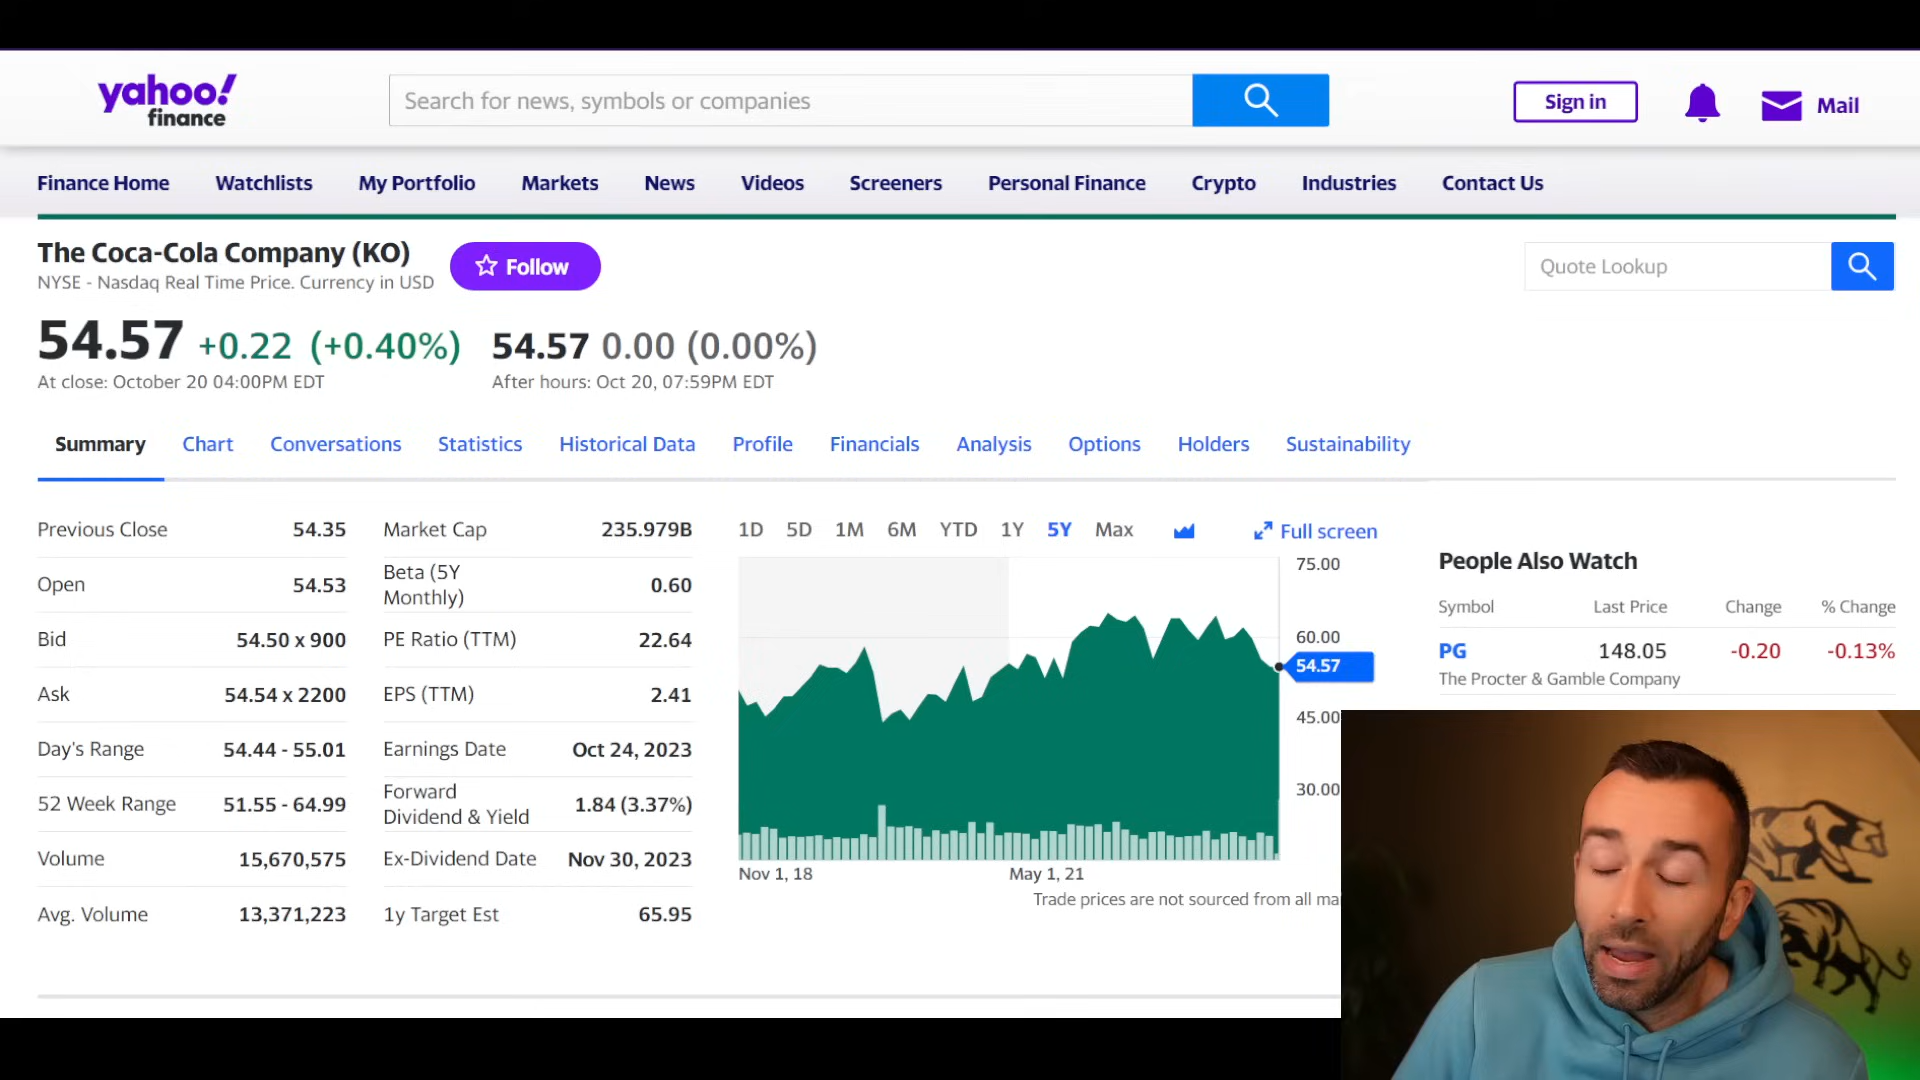 yahoo!
finance
Search for news, symbols or companies
Sign in
Mail
Finance Home Watchlists My Portfolio Markets News Videos Screeners Personal Finance Crypto Industries Contact Us
The Coca-Cola Company (KO)
Follow
NYSE - Nasdaq Real Time Price. Currency in USD
Quote Lookup
54.57 +0.22 (+0.40%) 54.57 0.00 (0.00%)
At close: October 20 04:00PM EDT After hours: Oct 20, 07:59PM EDT
Summary Chart Conversations Statistics Historical Data Profile Financials Analysis Options Holders Sustainability
Previous Close 54.35
Open 54.53
Bid 54.50 x 900
Ask 54.54 x 2200
Day's Range 54.44 - 55.01
52 Week Range 51.55 - 64.99
Volume 15,670,575
Avg. Volume 13,371,223
Market Cap 235.979B
Beta (5Y
Monthly) 0.60
PE Ratio (TTM) 22.64
EPS (TTM) 2.41
Earnings Date Oct 24, 2023
Forward
Dividend & Yield 1.84 (3.37%)
Ex-Dividend Date Nov 30, 2023
1y Target Est 65.95
1D 5D 1M 6M YTD 1Y 5Y Max Full screen
75.00
60.00
54.57
45.00
30.00
Nov 1, 18 May 1, 21
Trade prices are not sourced from all ma
People Also Watch
Symbol Last Price Change % Change
PG 148.05 -0.20 -0.13%
The Procter & Gamble Company